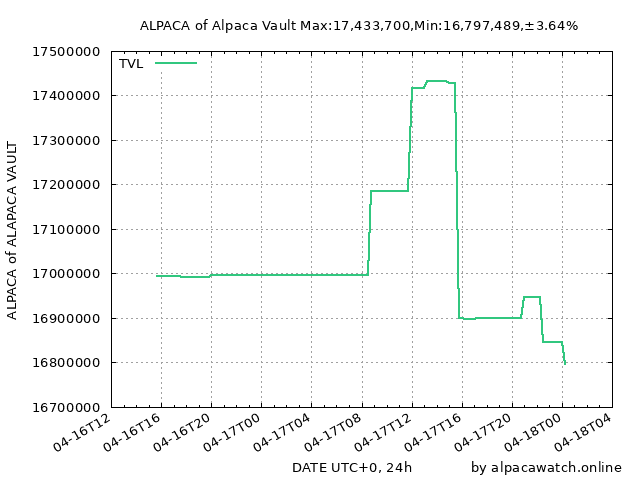 ALPACA of Alpaca Vault Max:17,433,700,Min:16,797,489,±3.64%
ALPACA of ALAPACA VAULT
TVL
17500000
17400000
17300000
17200000
17100000
17000000
16900000
16800000
16700000
04-16T12
04-16T16
04-16T20
04-17T00
04-17T04
04-17T08
04-17T12
04-17T16
04-17T20
04-18T00
04-18T04
DATE UTC+0, 24h
by alpacawatch.online